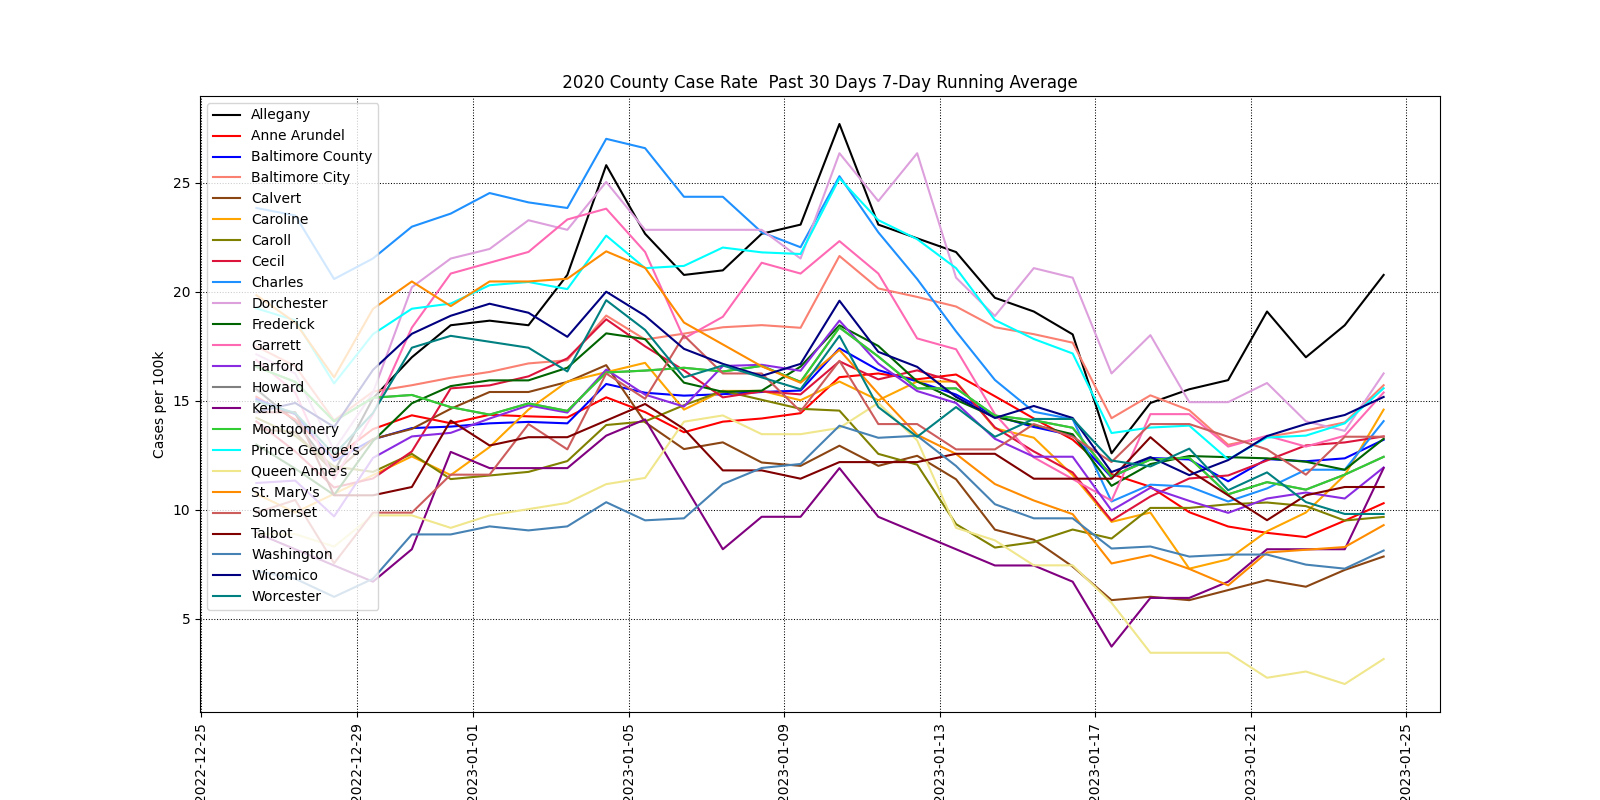 2020 County Case Rate  Past 30 Days 7-Day Running Average
Cases per 100k
25
20
15
10
5
Allegany
Anne Arundel
Baltimore County
Baltimore City
Calvert
Caroline
Caroll
Cecil
Charles
Dorchester
Frederick
Garrett
Harford
Howard
Kent
Montgomery
Prince George's
Queen Anne's
St. Mary's
Somerset
Talbot
Washington
Wicomico
Worcester
2022-12-25
2022-12-29
2023-01-01
2023-01-05
2023-01-09
2023-01-13
2023-01-17
2023-01-21
2023-01-25